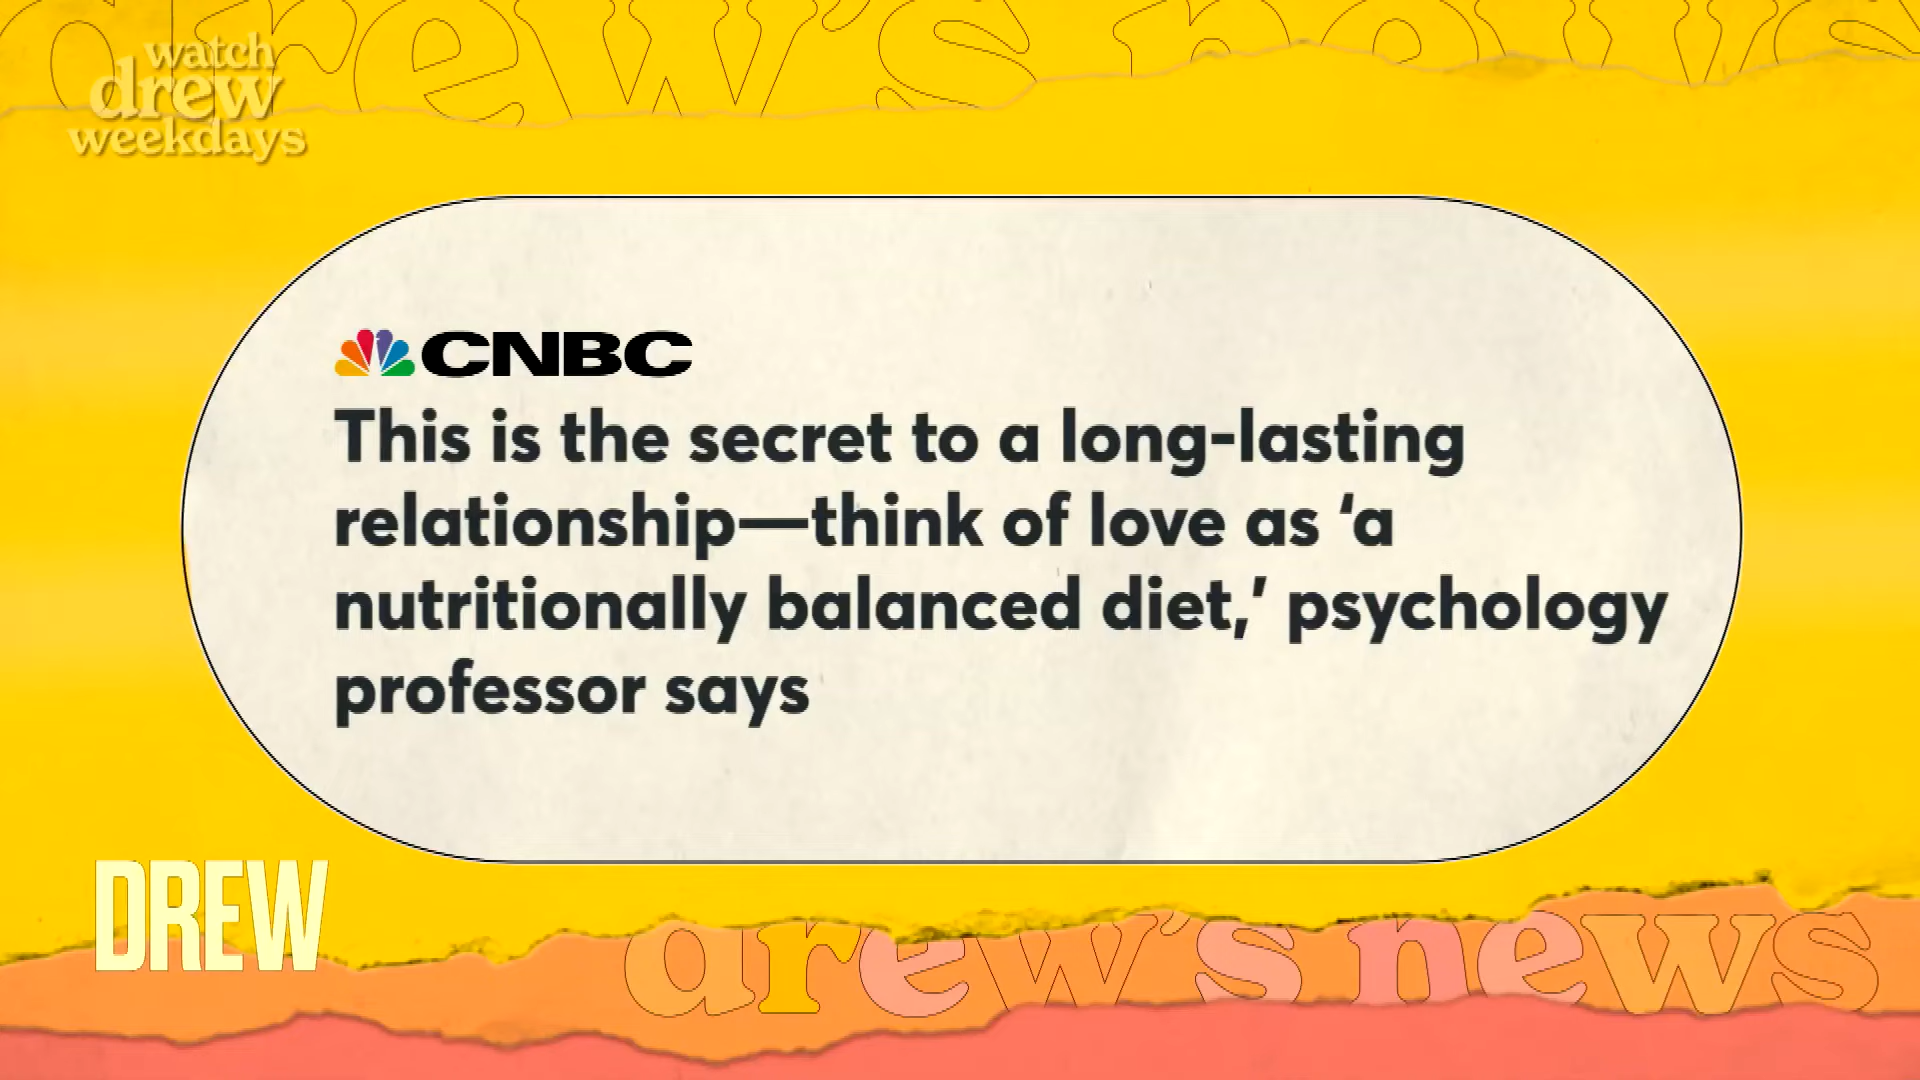 drew's news
watch
drew
weekdays
CNBC
This is the secret to a long-lasting
relationship—think of love as ‘a
nutritionally balanced diet,’ psychology
professor says
DREW
drew's news